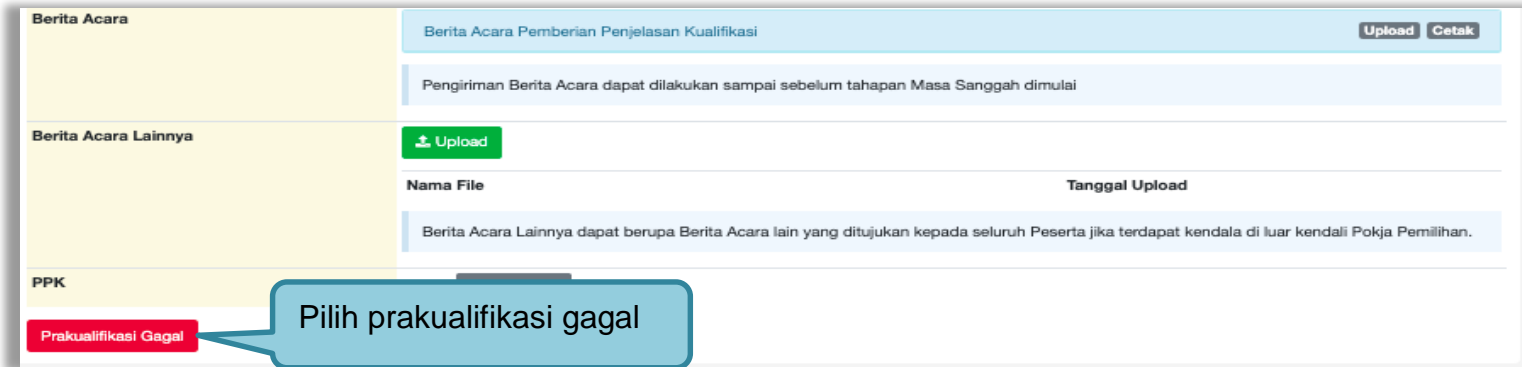 Berita Acara
Berita Acara Pemberian Penjelasan Kualifikasi
Upload Cetak
Pengiriman Berita Acara dapat dilakukan sampai sebelum tahapan Masa Sanggah dimulai
Berita Acara Lainnya
Upload
Nama File Tanggal Upload
Berita Acara Lainnya dapat berupa Berita Acara lain yang ditujukan kepada seluruh Peserta jika terdapat kendala di luar kendali Pokja Pemilihan.
PPK
Pilih prakualifikasi gagal
Prakualifikasi Gagal